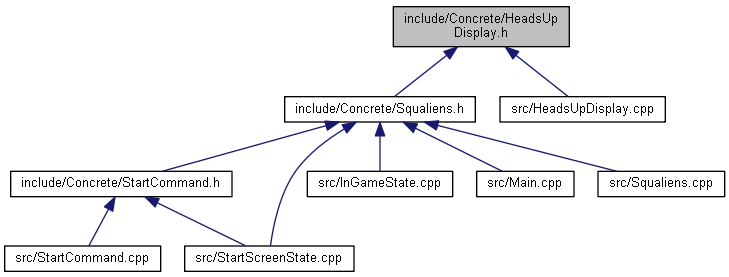 include/Concrete/HeadsUp
Display.h
include/Concrete/Squaliens.h
src/HeadsUpDisplay.cpp
include/Concrete/StartCommand.h
src/InGameState.cpp
src/Main.cpp
src/Squaliens.cpp
src/StartCommand.cpp
src/StartScreenState.cpp